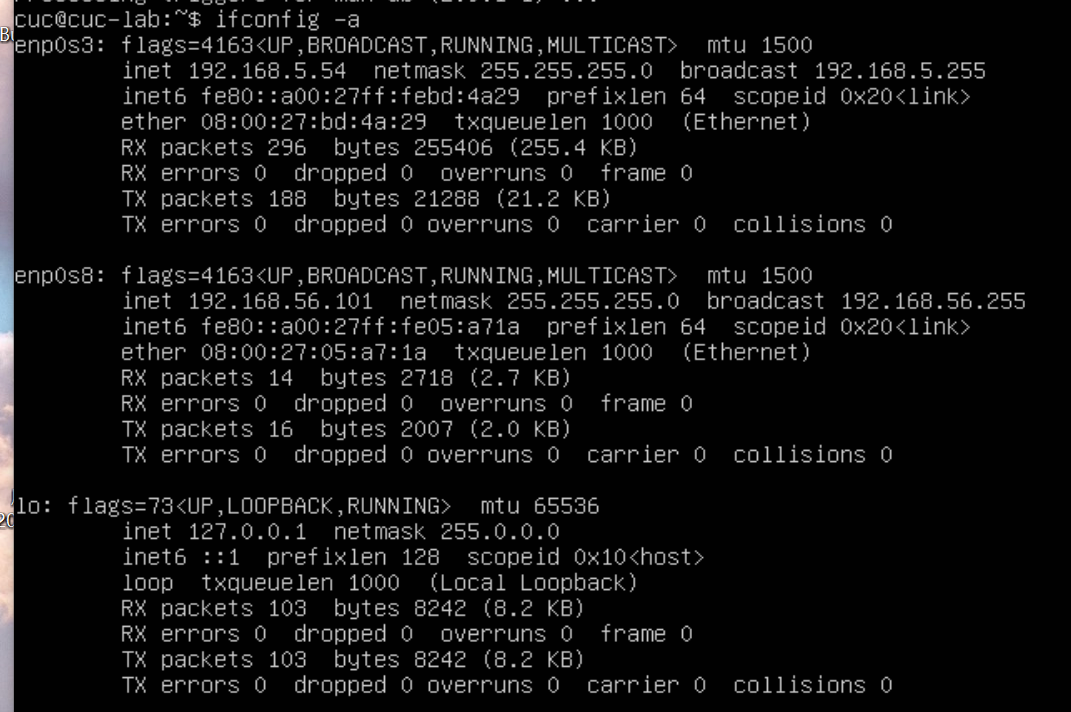 cuc@cuc-lab:~$ ifconfig -a
enp0s3: flags=4163<UP,BROADCAST,RUNNING,MULTICAST>  mtu 1500
        inet 192.168.5.54  netmask 255.255.255.0  broadcast 192.168.5.255
        inet6 fe80::a00:27ff:febd:4a29  prefixlen 64  scopeid 0x20<link>
        ether 08:00:27:bd:4a:29  txqueuelen 1000  (Ethernet)
        RX packets 296  bytes 255406 (255.4 KB)
        RX errors 0  dropped 0  overruns 0  frame 0
        TX packets 188  bytes 21288 (21.2 KB)
        TX errors 0  dropped 0 overruns 0  carrier 0  collisions 0
enp0s8: flags=4163<UP,BROADCAST,RUNNING,MULTICAST>  mtu 1500
        inet 192.168.56.101  netmask 255.255.255.0  broadcast 192.168.56.255
        inet6 fe80::a00:27ff:fe05:a71a  prefixlen 64  scopeid 0x20<link>
        ether 08:00:27:05:a7:1a  txqueuelen 1000  (Ethernet)
        RX packets 14  bytes 2718 (2.7 KB)
        RX errors 0  dropped 0  overruns 0  frame 0
        TX packets 16  bytes 2007 (2.0 KB)
        TX errors 0  dropped 0 overruns 0  carrier 0  collisions 0
lo: flags=73<UP,LOOPBACK,RUNNING>  mtu 65536
        inet 127.0.0.1  netmask 255.0.0.0
        inet6 ::1  prefixlen 128  scopeid 0x10<host>
        loop  txqueuelen 1000  (Local Loopback)
        RX packets 103  bytes 8242 (8.2 KB)
        RX errors 0  dropped 0  overruns 0  frame 0
        TX packets 103  bytes 8242 (8.2 KB)
        TX errors 0  dropped 0 overruns 0  carrier 0  collisions 0